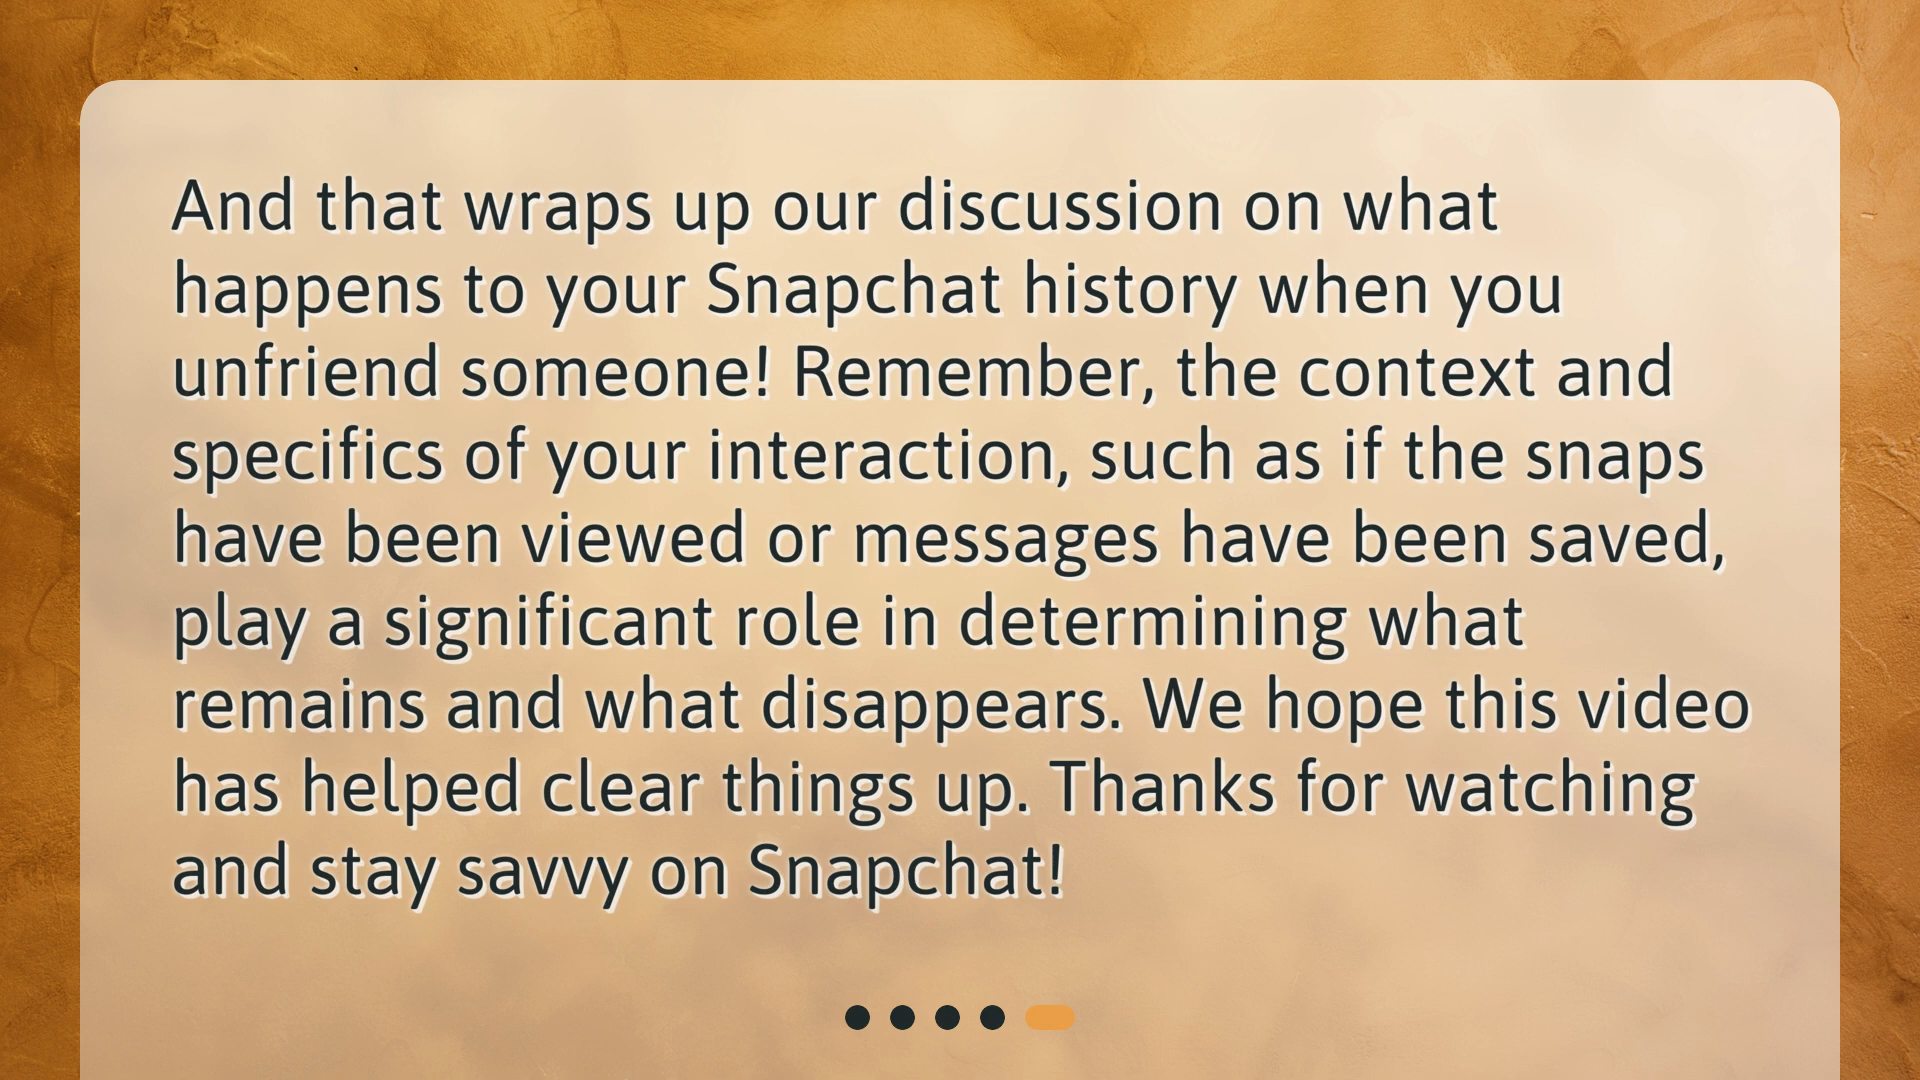 And that wraps up our discussion on what
happens to your Snapchat history when you
unfriend someone! Remember, the context and
specifics of your interaction, such as if the snaps
have been viewed or messages have been saved,
play a significant role in determining what
remains and what disappears. We hope this video
has helped clear things up. Thanks for watching
and stay savvy on Snapchat!